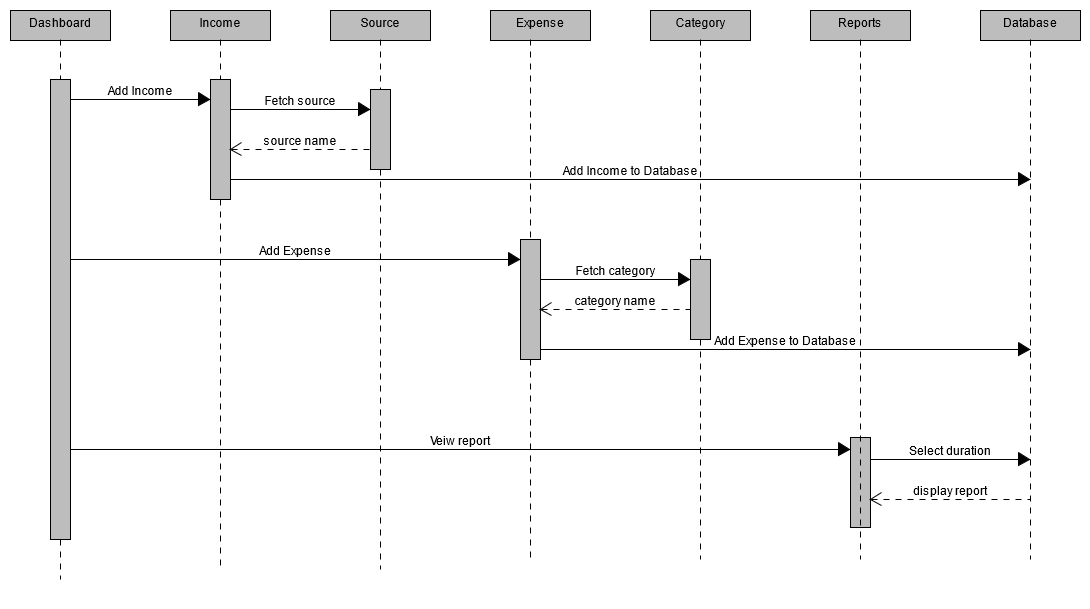 Dashboard
Income
Source
Expense
Category
Reports
Database
Add Income
Fetch source
source name
Add Income to Database
Add Expense
Fetch category
category name
Add Expense to Database
Veiw report
Select duration
display report